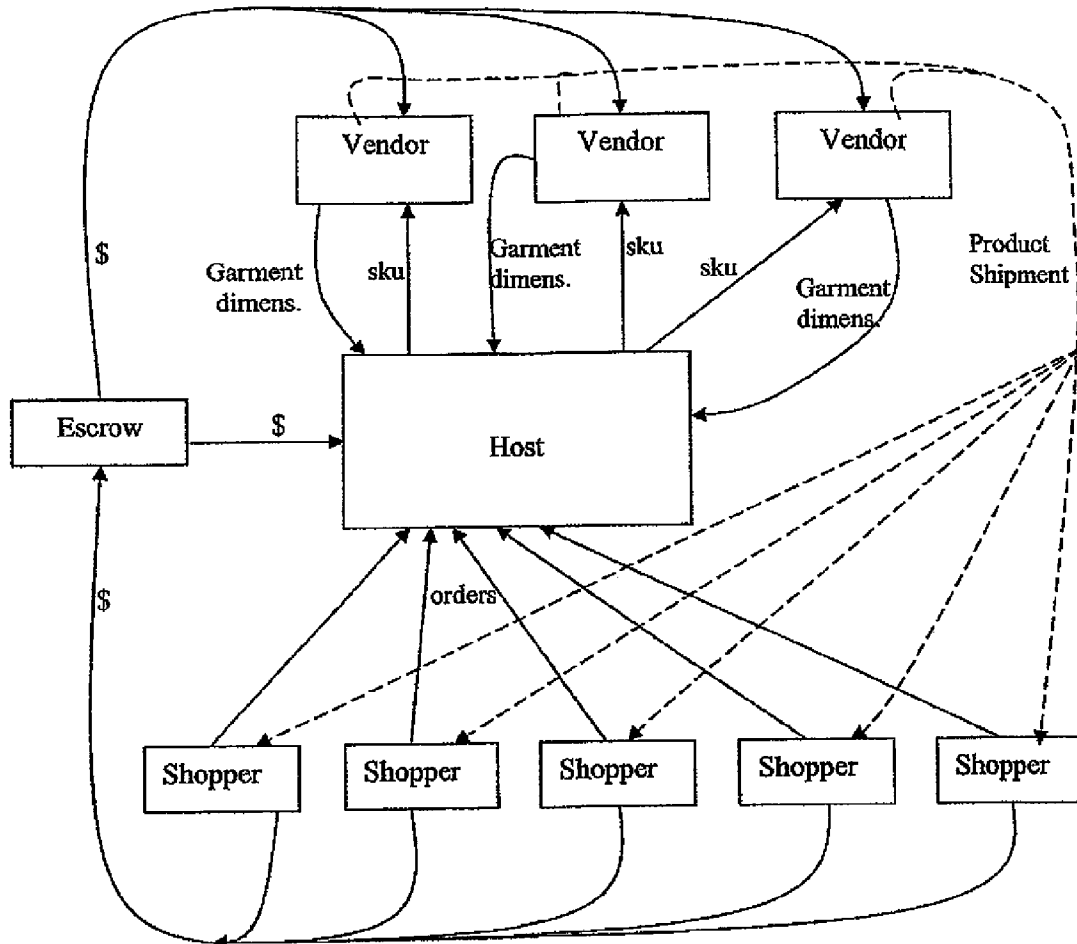 Vendor
Vendor
Vendor
$
Garment
dimens.
sku
Garment
dimens.
sku
sku
Garment
dimens.
Product
Shipment
Escrow
$
Host
$
orders
Shopper
Shopper
Shopper
Shopper
Shopper